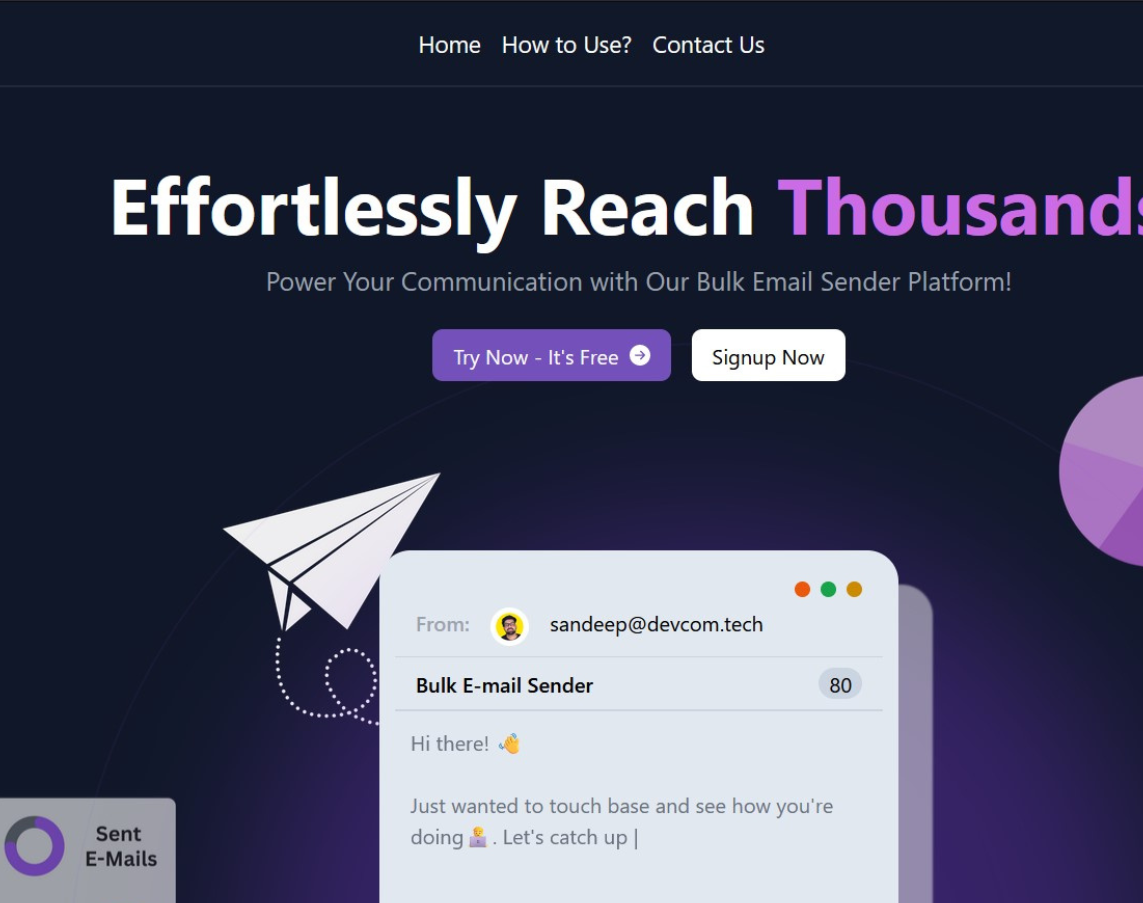 Home How to Use? Contact Us
Effortlessly Reach Thousands
Power Your Communication with Our Bulk Email Sender Platform!
Try Now - It's Free Signup Now
From: sandeep@devcom.tech
Bulk E-mail Sender 80
Hi there! 👋
Just wanted to touch base and see how you're
doing 🧑‍💻 . Let's catch up |
Sent
E-Mails